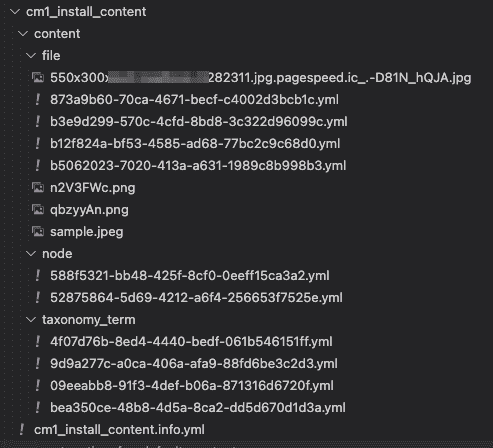 cm1_install_content
content
file
550x300x 282311.jpg.pagespeed.ic_.-D81N_hQJA.jpg
873a9b60-70ca-4671-becf-c4002d3bcb1c.yml
b3e9d299-570c-4cfd-8bd8-3c322d96099c.yml
b12f824a-bf53-4585-ad68-77bc2c9c68d0.yml
b5062023-7020-413a-a631-1989c8b998b3.yml
n2V3FWc.png
qbzyyAn.png
sample.jpeg
node
588f5321-bb48-425f-8cf0-0eeff15ca3a2.yml
52875864-5d69-4212-a6f4-256653f7525e.yml
taxonomy_term
4f07d76b-8ed4-4440-bedf-061b546151ff.yml
9d9a277c-a0ca-406a-afa9-88fd6be3c2d3.yml
09eeabb8-91f3-4def-b06a-871316d6720f.yml
bea350ce-48b8-4d5a-8ca2-dd5d670d1d3a.yml
cm1_install_content.info.yml